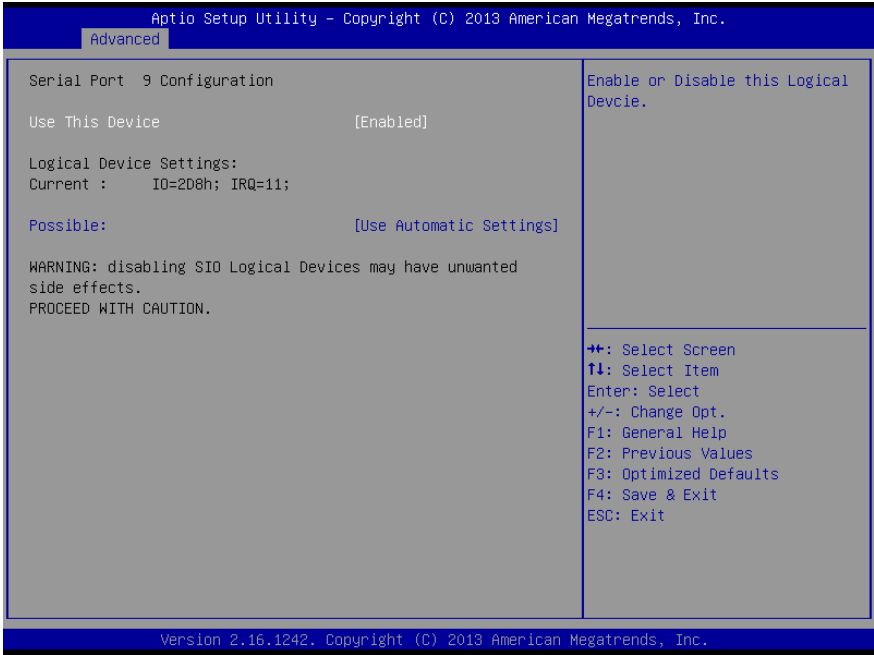 Aptio Setup Utility – Copyright (C) 2013 American Megatrends, Inc.
Advanced
Serial Port  9 Configuration
Use This Device [Enabled]
Logical Device Settings:
Current : IO=2D8h; IRQ=11;
Possible: [Use Automatic Settings]
WARNING: disabling SIO Logical Devices may have unwanted
side effects.
PROCEED WITH CAUTION.
Enable or Disable this Logical
Devcie.
→←: Select Screen
↑↓: Select Item
Enter: Select
+/-: Change Opt.
F1: General Help
F2: Previous Values
F3: Optimized Defaults
F4: Save & Exit
ESC: Exit
Version 2.16.1242. Copyright (C) 2013 American Megatrends, Inc.